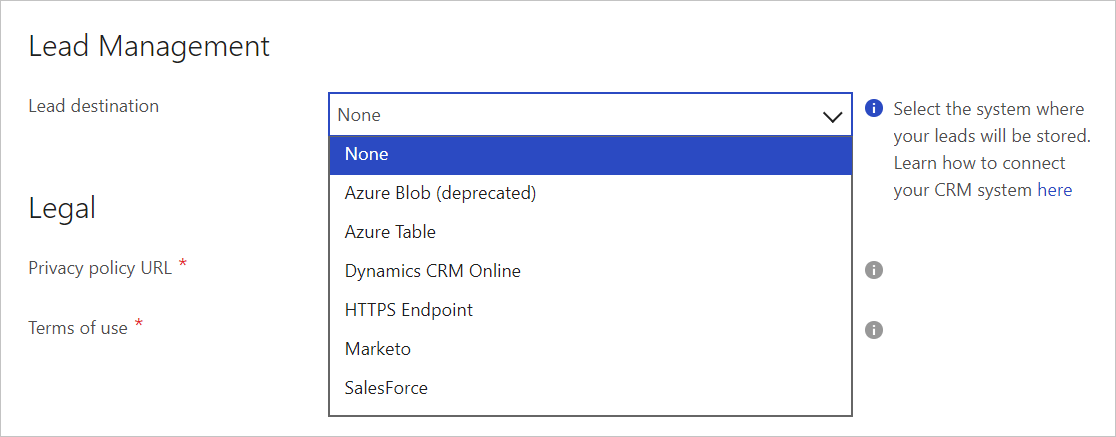 Lead Management
Lead destination
None
Select the system where
your leads will be stored.
Learn how to connect
your CRM system here
None
Azure Blob (deprecated)
Azure Table
Dynamics CRM Online
HTTPS Endpoint
Marketo
SalesForce
Legal
Privacy policy URL *
Terms of use *